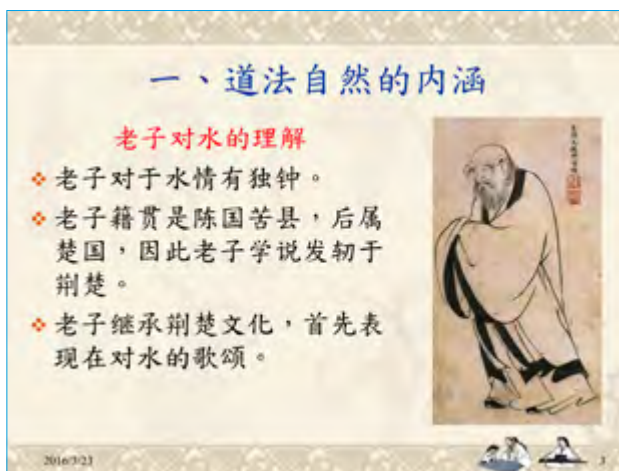 一、道法自然的内涵
老子对水的理解
老子对于水情有独钟。
老子籍贯是陈国苦县，后属
楚国，因此老子学说发轫于
荆楚。
老子继承荆楚文化，首先表
现在对水的歌颂。
2016/3/23
3